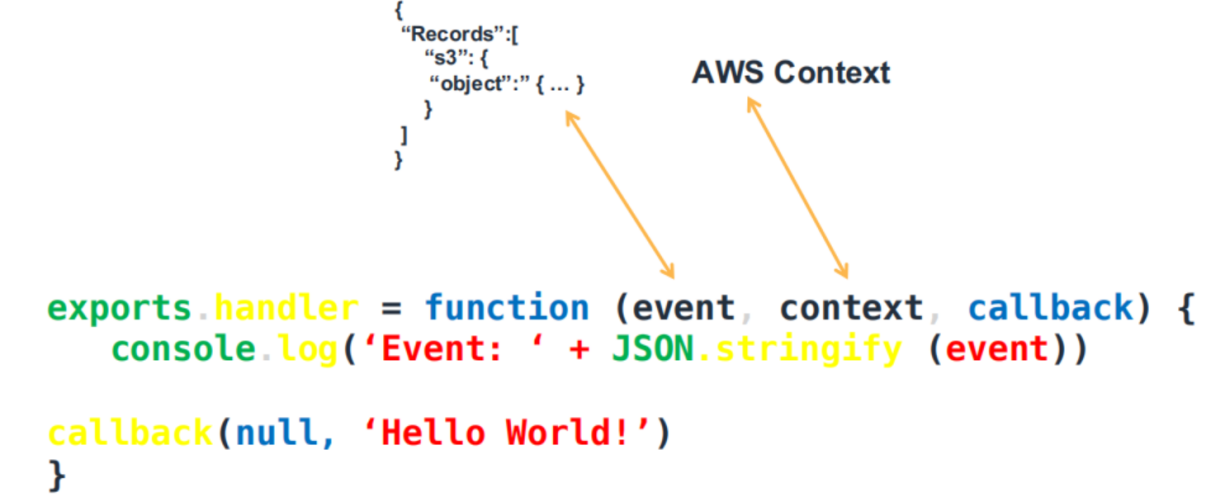 {
“Records”:[
“s3”: {
“object”:” { ... }
}
]
}
AWS Context
exports.handler = function (event, context, callback) {
console.log(‘Event: ‘ + JSON.stringify (event))
callback(null, ‘Hello World!’)
}